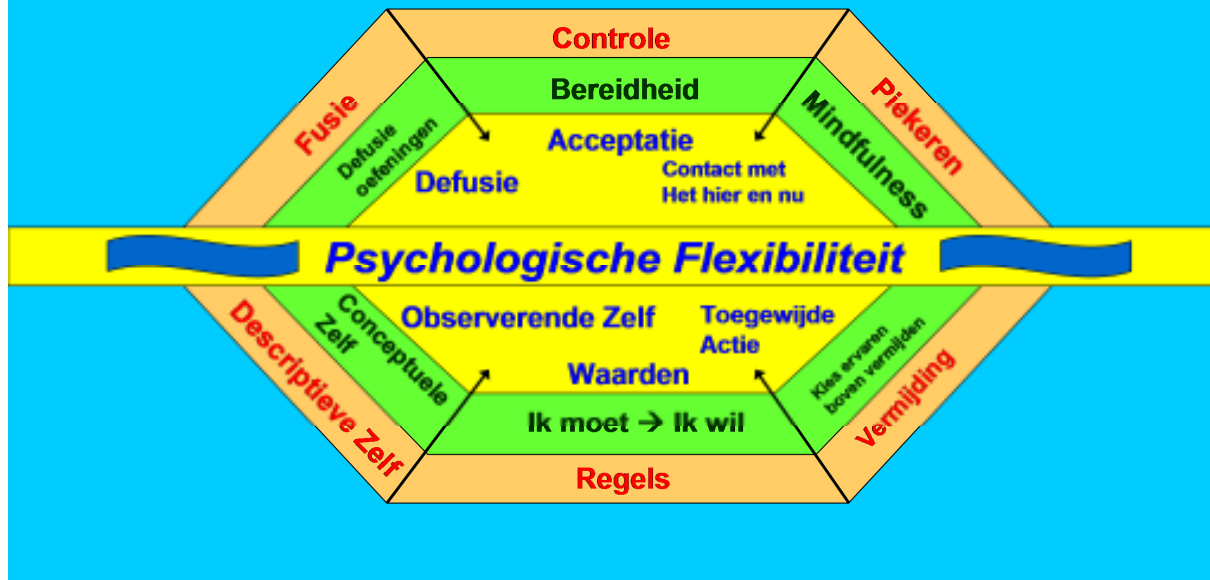 Controle
Bereidheid
Fusie
Defusie
oefeningen
Piekeren
Mindfulness
Acceptatie
Defusie
Contact met
Het hier en nu
Psychologische Flexibiliteit
Observerende Zelf
Toegewijde
Actie
Waarden
Descriptieve Zelf
Conceptuele
Zelf
Kies ervaren
boven vermijden
Vermijding
Ik moet → Ik wil
Regels